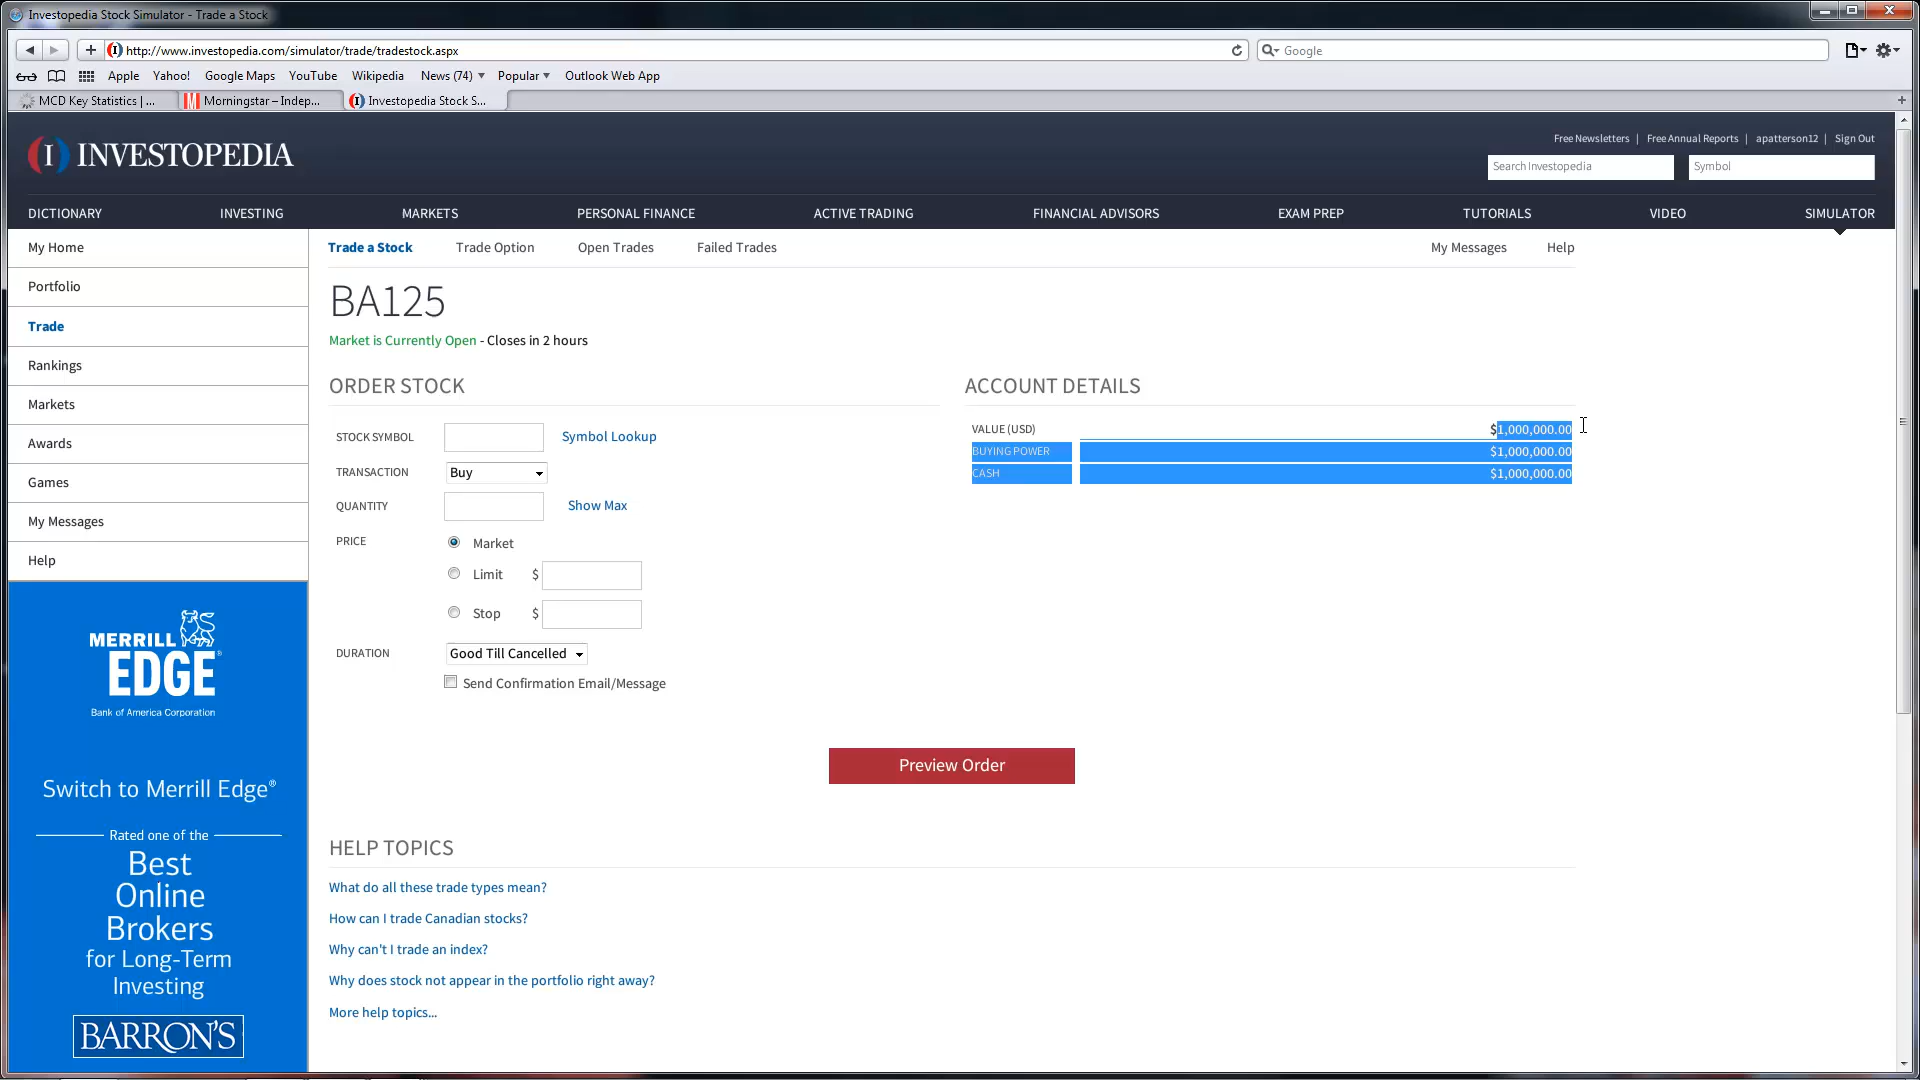 Investopedia Stock Simulator - Trade a Stock
http://www.investopedia.com/simulator/trade/tradestock.aspx
Google
Apple Yahoo! Google Maps YouTube Wikipedia News (74) Popular Outlook Web App
MCD Key Statistics | ... Morningstar – Indep... Investopedia Stock S...
Free Newsletters | Free Annual Reports | apatterson12 | Sign Out
INVESTOPEDIA
Search Investopedia Symbol
DICTIONARY INVESTING MARKETS PERSONAL FINANCE ACTIVE TRADING FINANCIAL ADVISORS EXAM PREP TUTORIALS VIDEO SIMULATOR
My Home
Portfolio
Trade
Rankings
Markets
Awards
Games
My Messages
Help
Trade a Stock Trade Option Open Trades Failed Trades My Messages Help
BA125
Market is Currently Open - Closes in 2 hours
ORDER STOCK
STOCK SYMBOL Symbol Lookup
TRANSACTION Buy
QUANTITY Show Max
PRICE Market
Limit $
Stop $
DURATION Good Till Cancelled
Send Confirmation Email/Message
ACCOUNT DETAILS
VALUE (USD) $1,000,000.00
BUYING POWER $1,000,000.00
CASH $1,000,000.00
Preview Order
HELP TOPICS
What do all these trade types mean?
How can I trade Canadian stocks?
Why can't I trade an index?
Why does stock not appear in the portfolio right away?
More help topics...
MERRILL
EDGE
Bank of America Corporation
Switch to Merrill Edge®
Rated one of the
Best
Online
Brokers
for Long-Term
Investing
BARRON'S